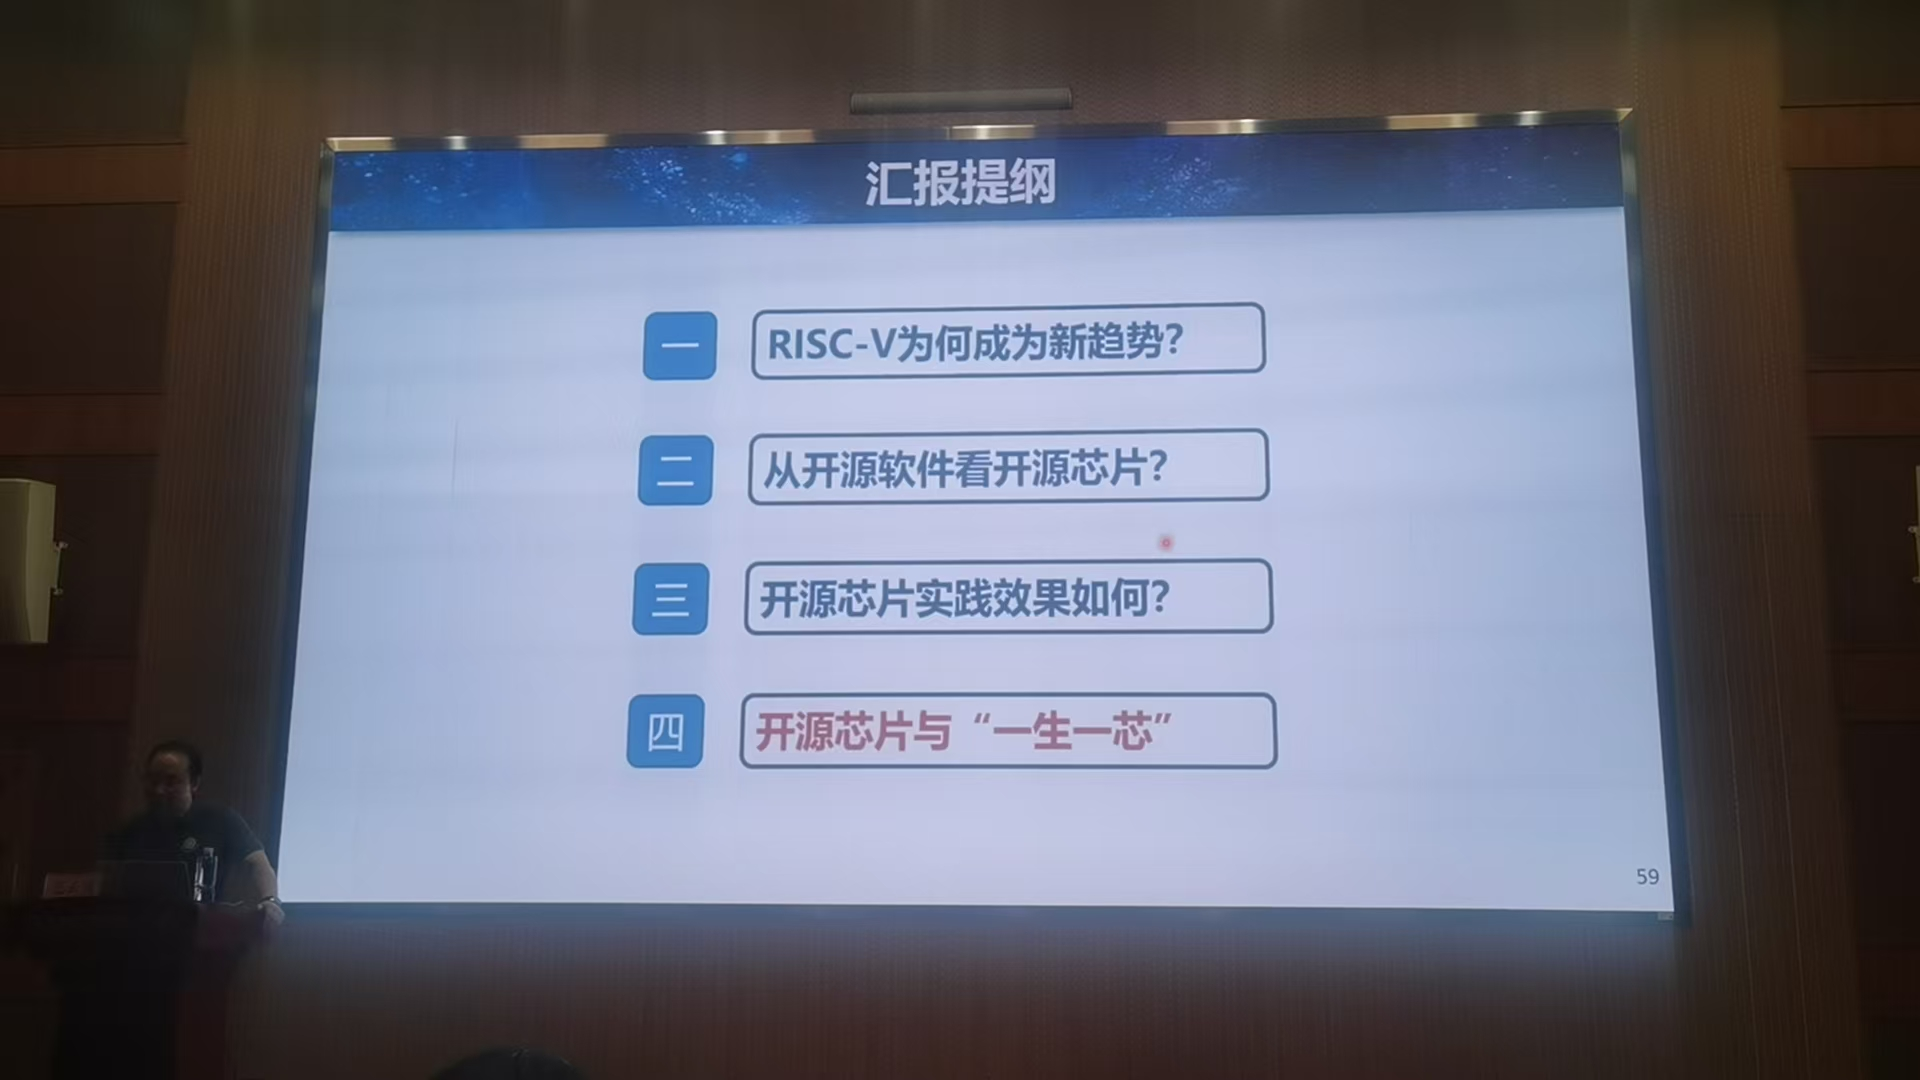 汇报提纲
一 RISC-V为何成为新趋势?
二 从开源软件看开源芯片?
三 开源芯片实践效果如何?
四 开源芯片与“一生一芯”
59